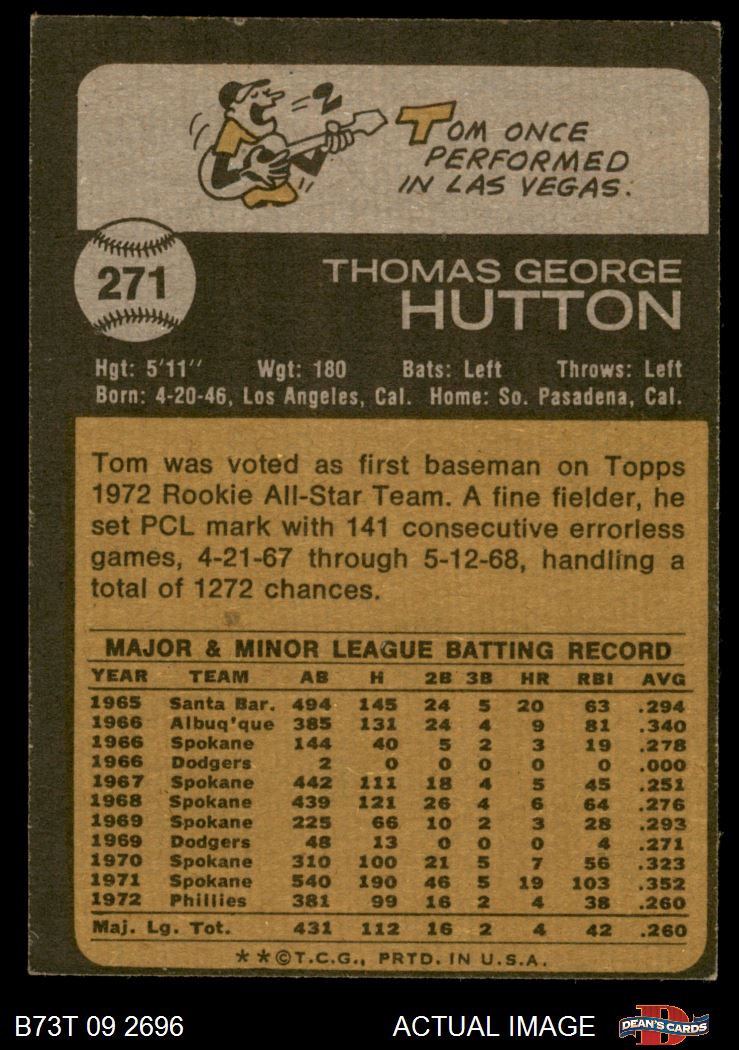 TOM ONCE
PERFORMED
IN LAS VEGAS.
271
THOMAS GEORGE
HUTTON
Hgt: 5'11" Wgt: 180 Bats: Left Throws: Left
Born: 4-20-46, Los Angeles, Cal. Home: So. Pasadena, Cal.
Tom was voted as first baseman on Topps
1972 Rookie All-Star Team. A fine fielder, he
set PCL mark with 141 consecutive errorless
games, 4-21-67 through 5-12-68, handling a
total of 1272 chances.
MAJOR & MINOR LEAGUE BATTING RECORD
YEAR TEAM AB H 2B 3B HR RBI AVG
1965 Santa Bar. 494 145 24 5 20 63 .294
1966 Albuq'que 385 131 24 4 9 81 .340
1966 Spokane 144 40 5 2 3 19 .278
1966 Dodgers 2 0 0 0 0 0 .000
1967 Spokane 442 111 18 4 5 45 .251
1968 Spokane 439 121 26 4 6 64 .276
1969 Spokane 225 66 10 2 3 28 .293
1969 Dodgers 48 13 0 0 0 4 .271
1970 Spokane 310 100 21 5 7 56 .323
1971 Spokane 540 190 46 5 19 103 .352
1972 Phillies 381 99 16 2 4 38 .260
Maj. Lg. Tot. 431 112 16 2 4 42 .260
**©T.C.G., PRTD. IN U.S.A.
B73T 09 2696 ACTUAL IMAGE D DEAN'S CARDS